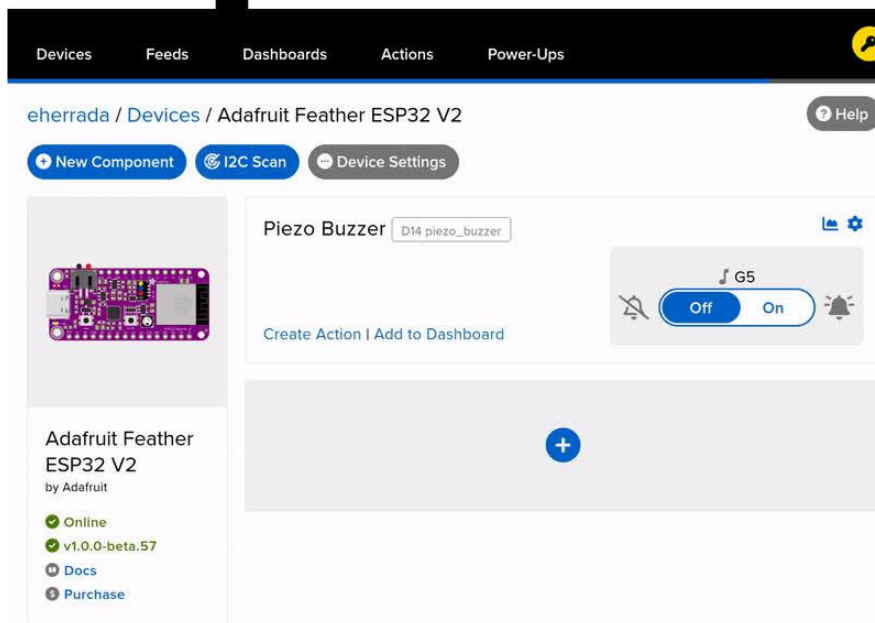 Devices Feeds Dashboards Actions Power-Ups
eherrada / Devices / Adafruit Feather ESP32 V2
Help
New Component I2C Scan Device Settings
Piezo Buzzer D14 piezo_buzzer
G5
Off On
Create Action | Add to Dashboard
Adafruit Feather
ESP32 V2
by Adafruit
Online
v1.0.0-beta.57
Docs
Purchase